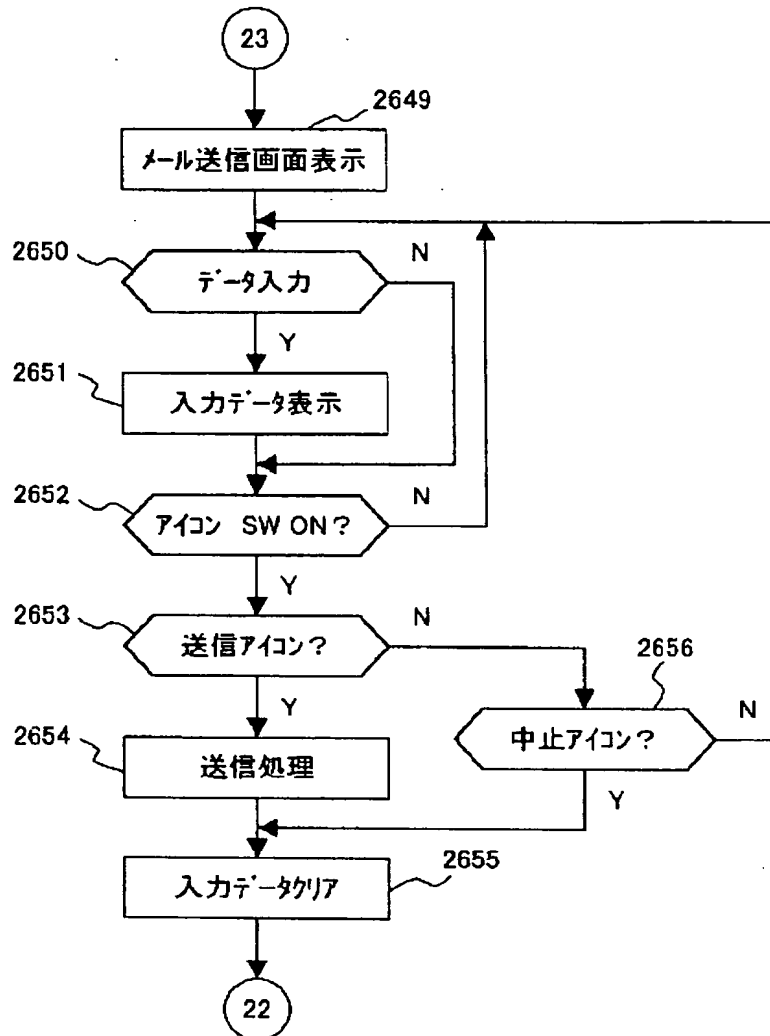 23
2649
メール送信画面表示
2650
データ入力
N
Y
2651
入力データ表示
2652
アイコン SW ON?
N
Y
2653
送信アイコン?
N
2656
Y
中止アイコン?
N
2654
送信処理
Y
2655
入力データクリア
22